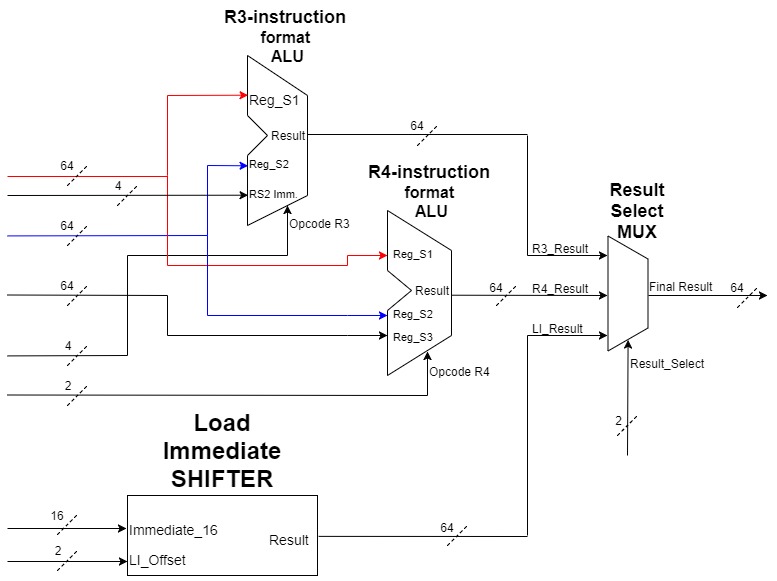 R3-instruction
format
ALU
Reg_S1
Result
64
Reg_S2
64
R4-instruction
format
ALU
Result
Select
MUX
4
RS2 Imm.
Opcode R3
64
Reg_S1
R3_Result
64
Result
64
R4_Result
Final Result
64
Reg_S2
LI_Result
Reg_S3
4
Opcode R4
Result_Select
2
2
Load
Immediate
SHIFTER
16
Immediate_16
64
Result
2
LI_Offset